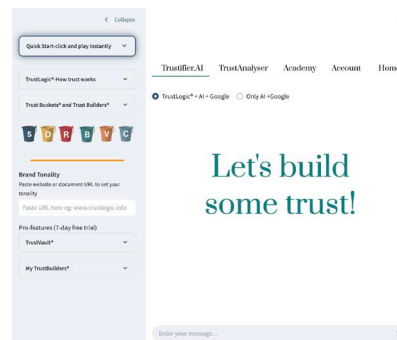 Collapse
Quick Start-click and play instantly
TrustLogic®-How trust works
Trust Buckets® and Trust Builders®
S D R B V C
Brand Tonality
Paste website or document URL to set your
tonality
Paste URL here eg: www.trustlogic.info
Pro-features (7-day free trial)
TrustVault®
My TrustBuilders®
Trustifier.AI TrustAnalyser Academy Account Home
TrustLogic® + AI + Google Only AI +Google
Let's build
some trust!
Enter your message...